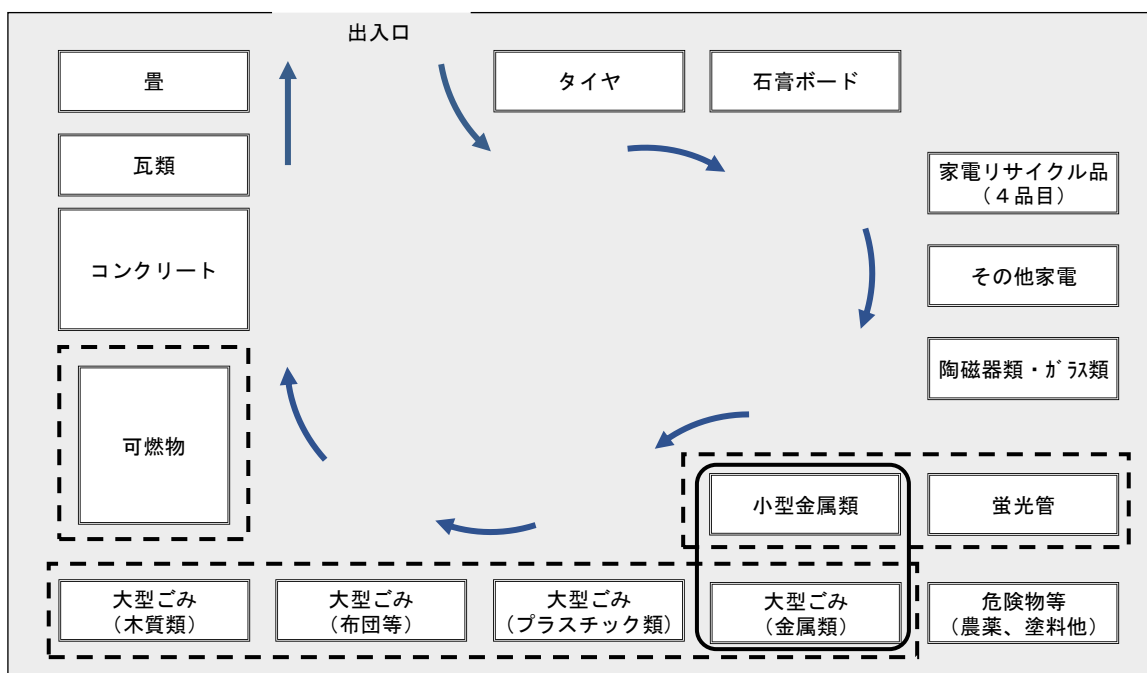 出入口
畳
タイヤ
石膏ボード
瓦類
家電リサイクル品
（４品目）
コンクリート
その他家電
陶磁器類・ｶﾞﾗｽ類
可燃物
小型金属類
蛍光管
大型ごみ
（木質類）
大型ごみ
（布団等）
大型ごみ
（プラスチック類）
大型ごみ
（金属類）
危険物等
（農薬、塗料他）